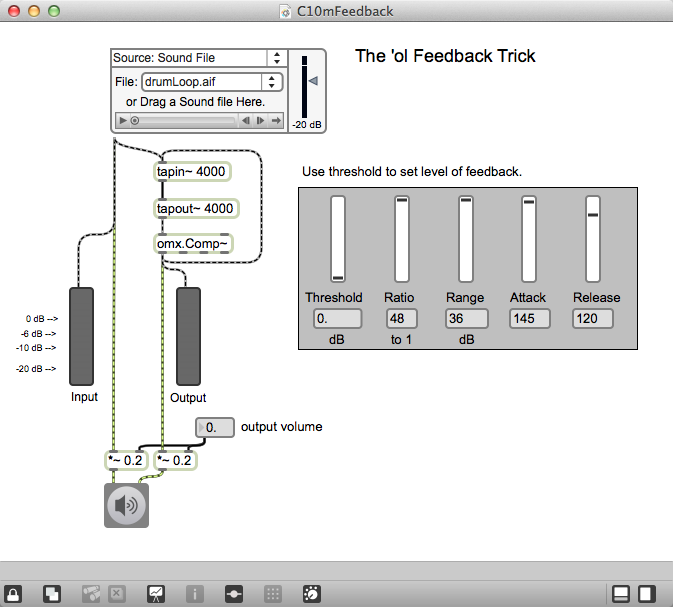 C10mFeedback
Source: Sound File
The 'ol Feedback Trick
File: drumLoop.aif
or Drag a Sound file Here.
-20 dB
tapin~ 4000
Use threshold to set level of feedback.
tapout~ 4000
omx.Comp~
Threshold Ratio Range Attack Release
0. 48 36 145 120
dB to 1 dB
0 dB -->
-6 dB -->
-10 dB -->
-20 dB -->
Input Output
0. output volume
*~ 0.2 *~ 0.2